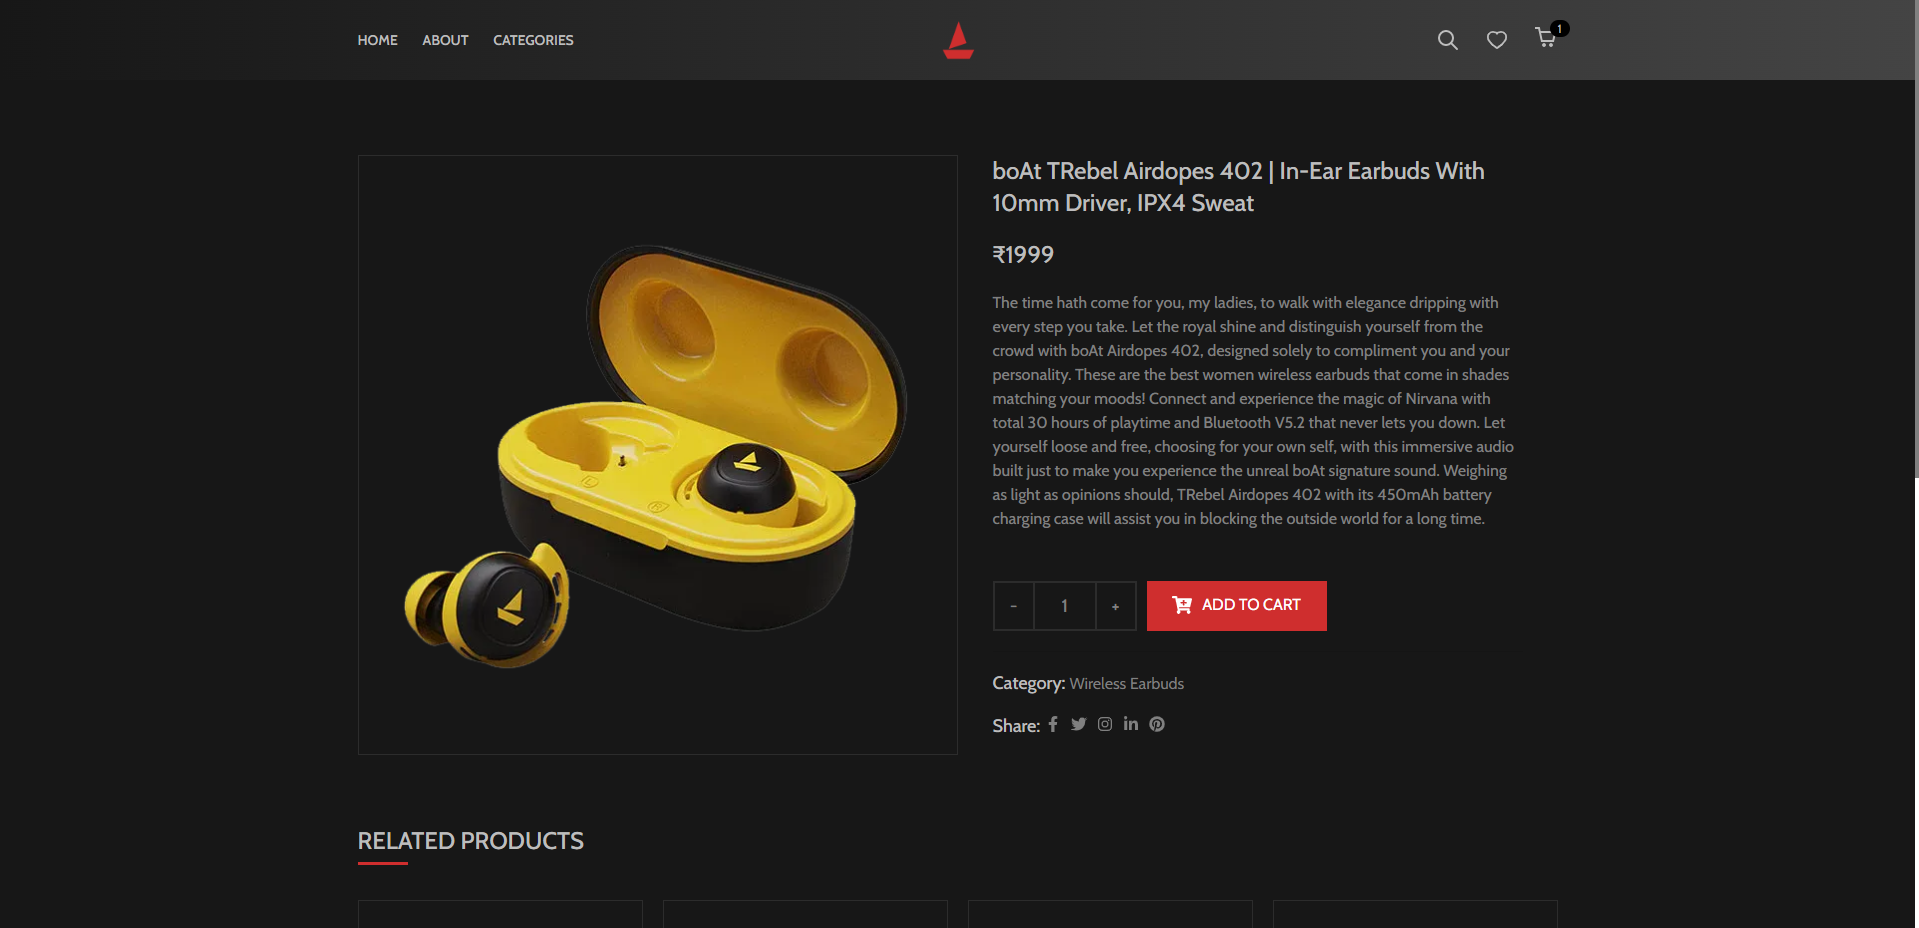 HOME ABOUT CATEGORIES
1
boAt TRebel Airdopes 402 | In-Ear Earbuds With
10mm Driver, IPX4 Sweat
₹1999
The time hath come for you, my ladies, to walk with elegance dripping with
every step you take. Let the royal shine and distinguish yourself from the
crowd with boAt Airdopes 402, designed solely to compliment you and your
personality. These are the best women wireless earbuds that come in shades
matching your moods! Connect and experience the magic of Nirvana with
total 30 hours of playtime and Bluetooth V5.2 that never lets you down. Let
yourself loose and free, choosing for your own self, with this immersive audio
built just to make you experience the unreal boAt signature sound. Weighing
as light as opinions should, TRebel Airdopes 402 with its 450mAh battery
charging case will assist you in blocking the outside world for a long time.
L
R
- 1 + ADD TO CART
Category: Wireless Earbuds
Share:
RELATED PRODUCTS